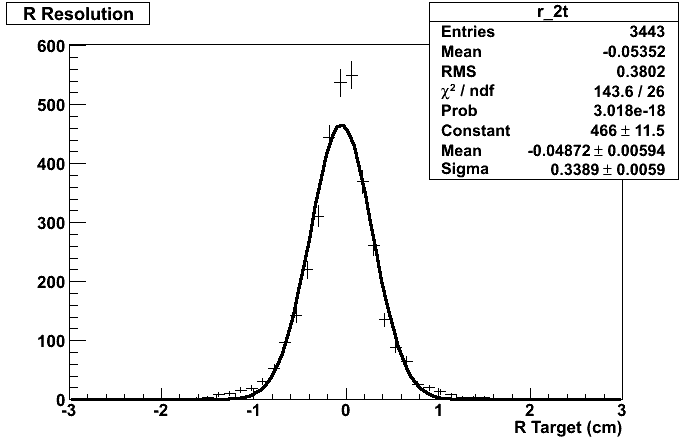 R Resolution
r_2t
Entries 3443
Mean -0.05352
RMS 0.3802
χ² / ndf 143.6 / 26
Prob 3.018e-18
Constant 466 ± 11.5
Mean -0.04872 ± 0.00594
Sigma 0.3389 ± 0.0059
600
500
400
300
200
100
0
-3 -2 -1 0 1 2 3
R Target (cm)